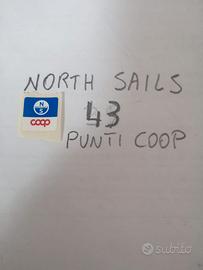 NORTH SAILS
N
S
coop
43
PUNTI COOP
subito